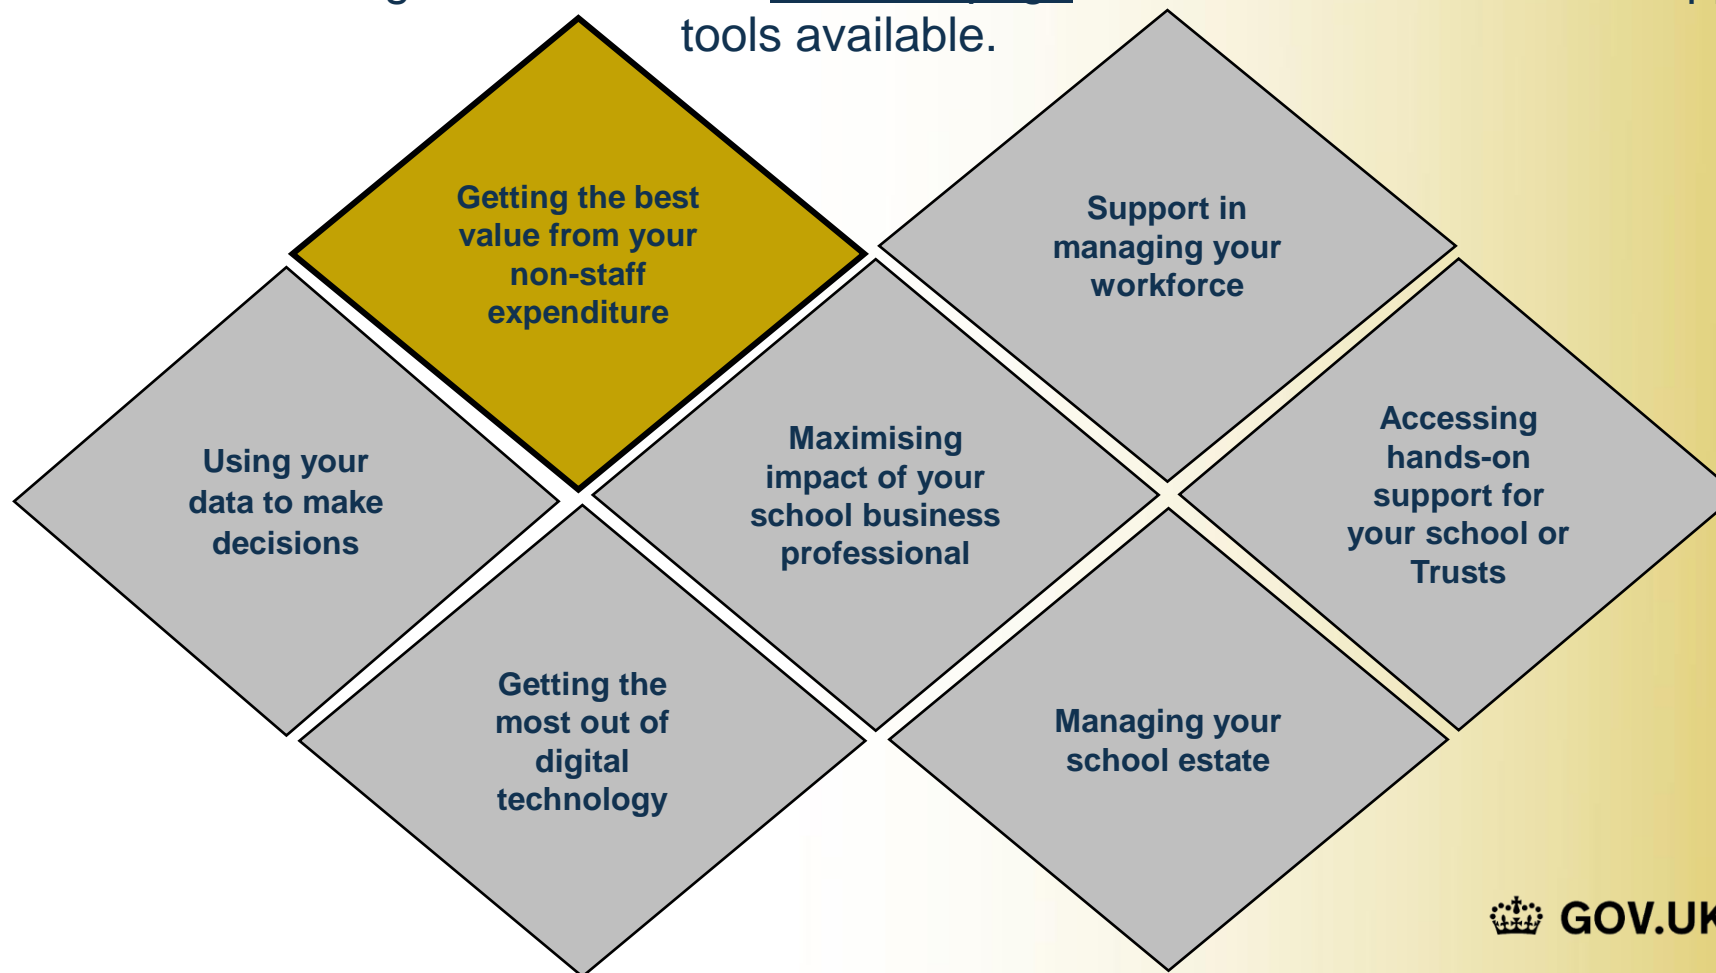 tools available.
Getting the best
value from your
non-staff
expenditure
Support in
managing your
workforce
Using your
data to make
decisions
Maximising
impact of your
school business
professional
Accessing
hands-on
support for
your school or
Trusts
Getting the
most out of
digital
technology
Managing your
school estate
GOV.UK